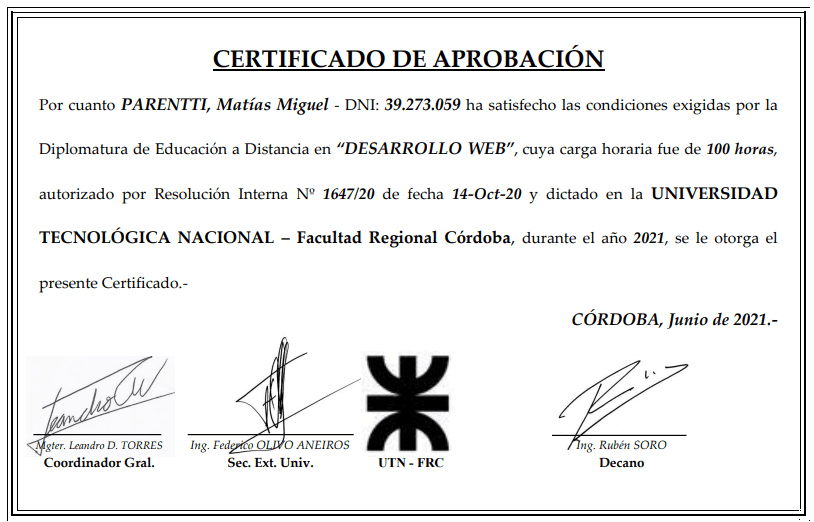 CERTIFICADO DE APROBACIÓN
Por cuanto PARENTTI, Matías Miguel - DNI: 39.273.059 ha satisfecho las condiciones exigidas por la
Diplomatura de Educación a Distancia en “DESARROLLO WEB”, cuya carga horaria fue de 100 horas,
autorizado por Resolución Interna Nº 1647/20 de fecha 14-Oct-20 y dictado en la UNIVERSIDAD
TECNOLÓGICA NACIONAL – Facultad Regional Córdoba, durante el año 2021, se le otorga el
presente Certificado.-
CÓRDOBA, Junio de 2021.-
Mgter. Leandro D. TORRES
Coordinador Gral.
Ing. Federico OLIVO ANEIROS
Sec. Ext. Univ.
UTN - FRC
Ing. Rubén SORO
Decano